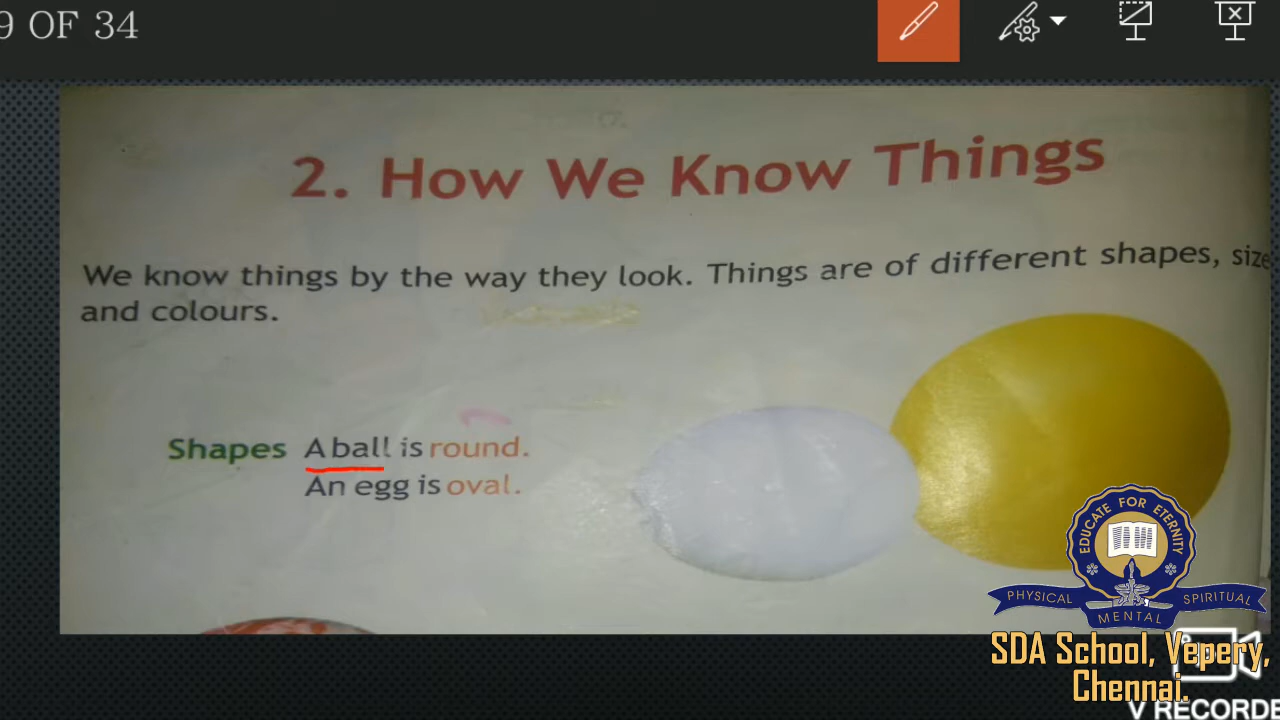 9 OF 34
2. How We Know Things
We know things by the way they look. Things are of different shapes, size
and colours.
Shapes A ball is round.
An egg is oval.
EDUCATE FOR ETERNITY
PHYSICAL MENTAL SPIRITUAL
SDA School, Vepery,
Chennai.
V RECORDE